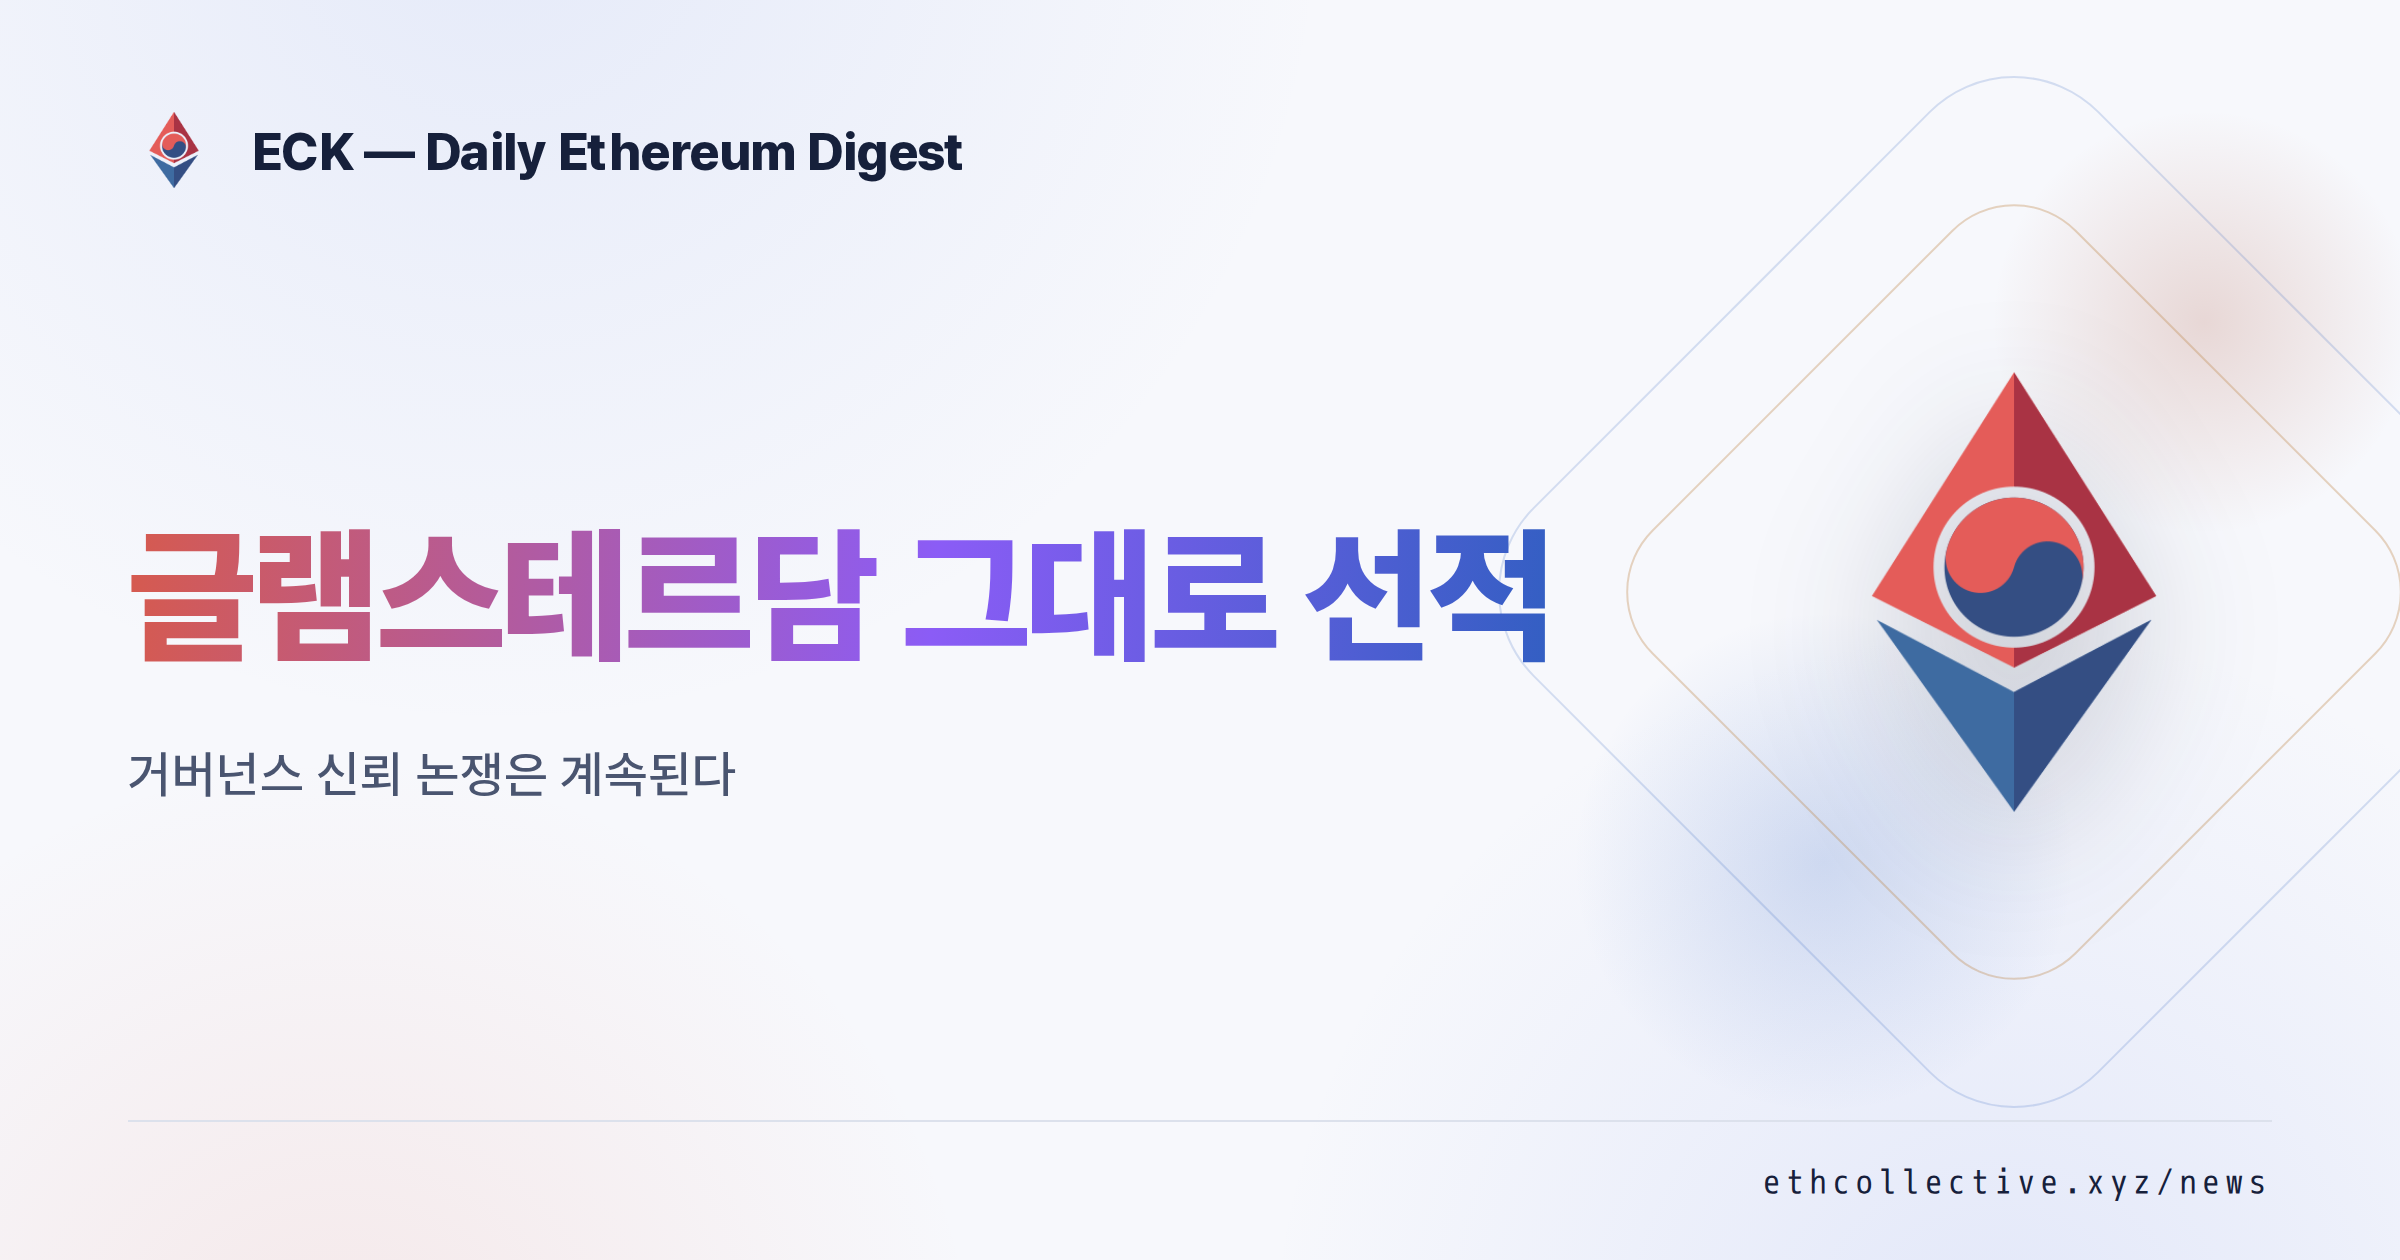 ECK — Daily Ethereum Digest
글램스테르담 그대로 선적
거버넌스 신뢰 논쟁은 계속된다
ethcollective.xyz/news